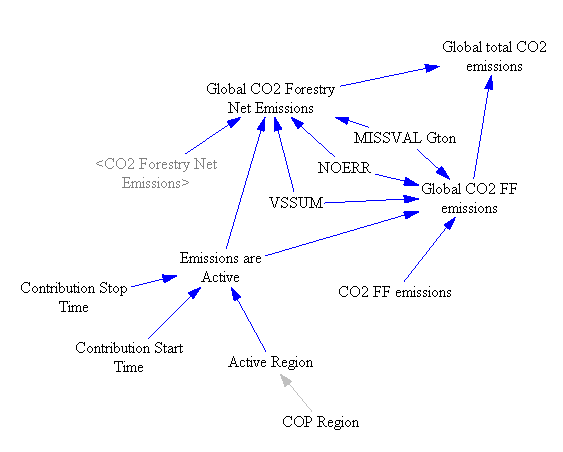 Global total CO2
emissions
Global CO2 Forestry
Net Emissions
MISSVAL Gton
<CO2 Forestry Net
Emissions>
NOERR
Global CO2 FF
emissions
VSSUM
Emissions are
Active
Contribution Stop
Time
CO2 FF emissions
Contribution Start
Time
Active Region
COP Region